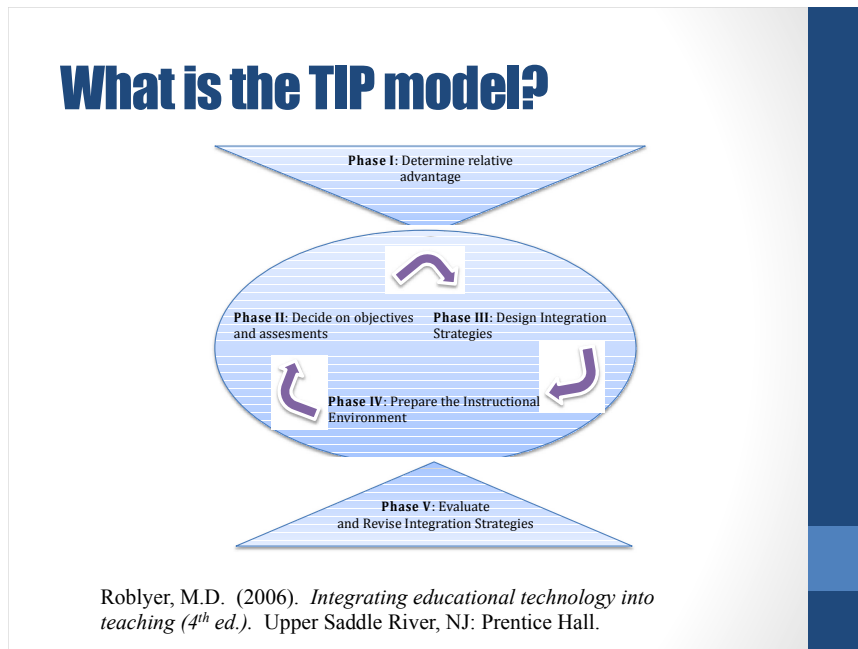 What is the TIP model?
Phase I: Determine relative
advantage
Phase II: Decide on objectives
and assesments
Phase III: Design Integration
Strategies
Phase IV: Prepare the Instructional
Environment
Phase V: Evaluate
and Revise Integration Strategies
Roblyer, M.D. (2006). Integrating educational technology into
teaching (4th ed.). Upper Saddle River, NJ: Prentice Hall.